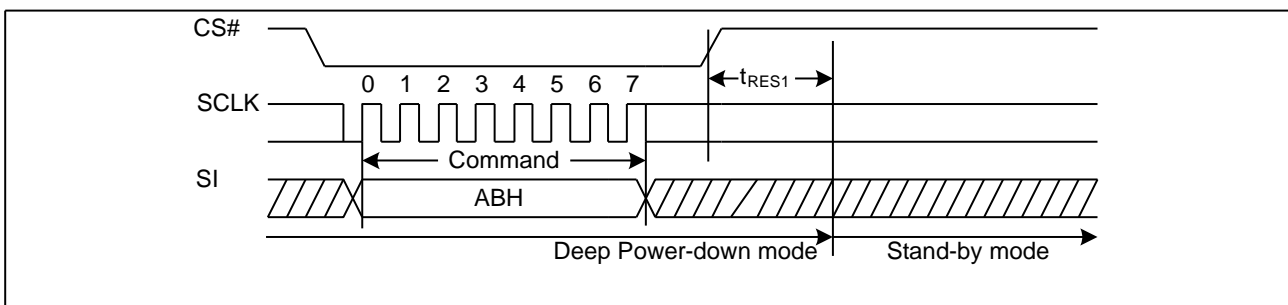 CS#
tRES1
0 1 2 3 4 5 6 7
SCLK
Command
SI
ABH
Deep Power-down mode Stand-by mode